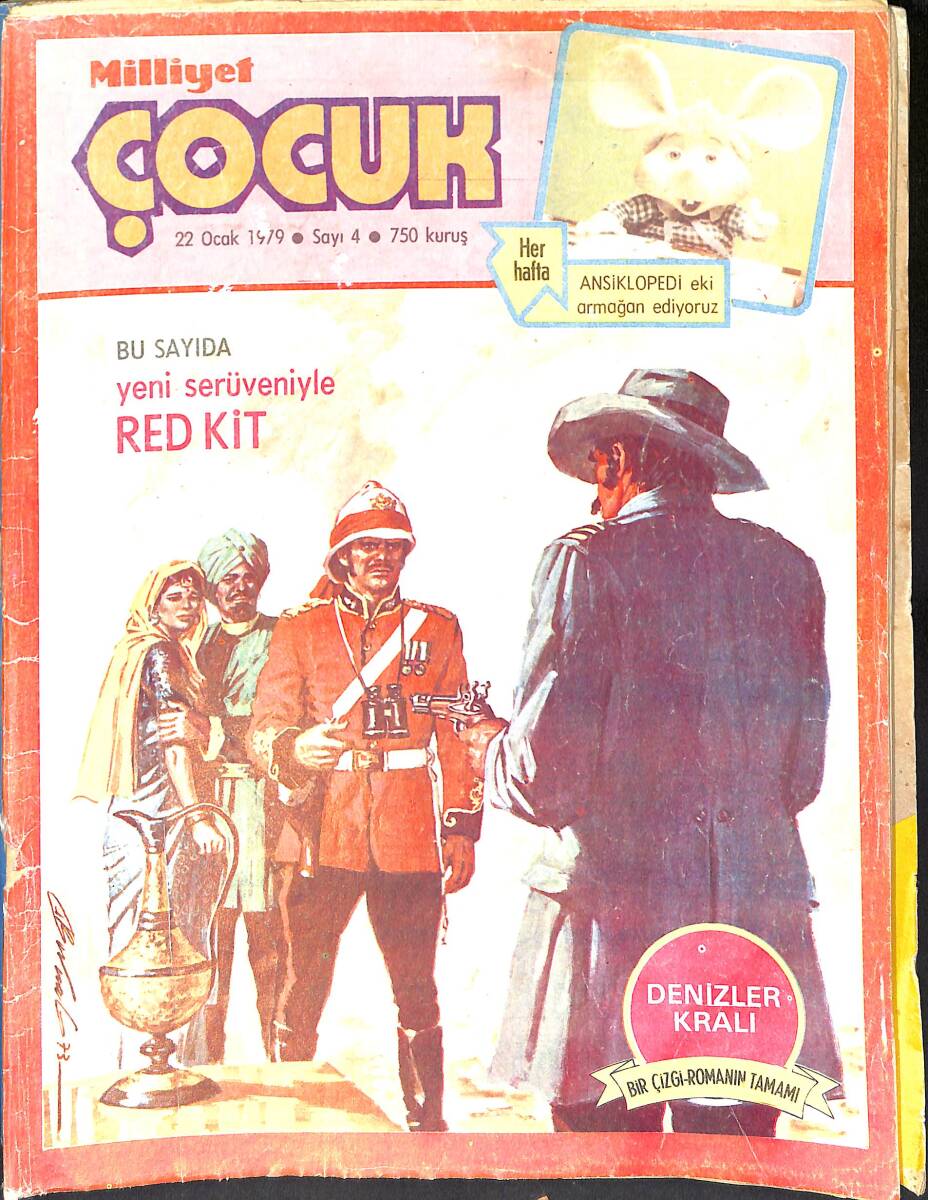 Milliyet
ÇOCUK
22 Ocak 1979 • Sayı 4 • 750 kuruş
Her
hafta
ANSİKLOPEDİ eki
armağan ediyoruz
BU SAYIDA
yeni serüveniyle
RED KİT
DENİZLER
KRALI
BİR ÇİZGİ-ROMANIN TAMAMI